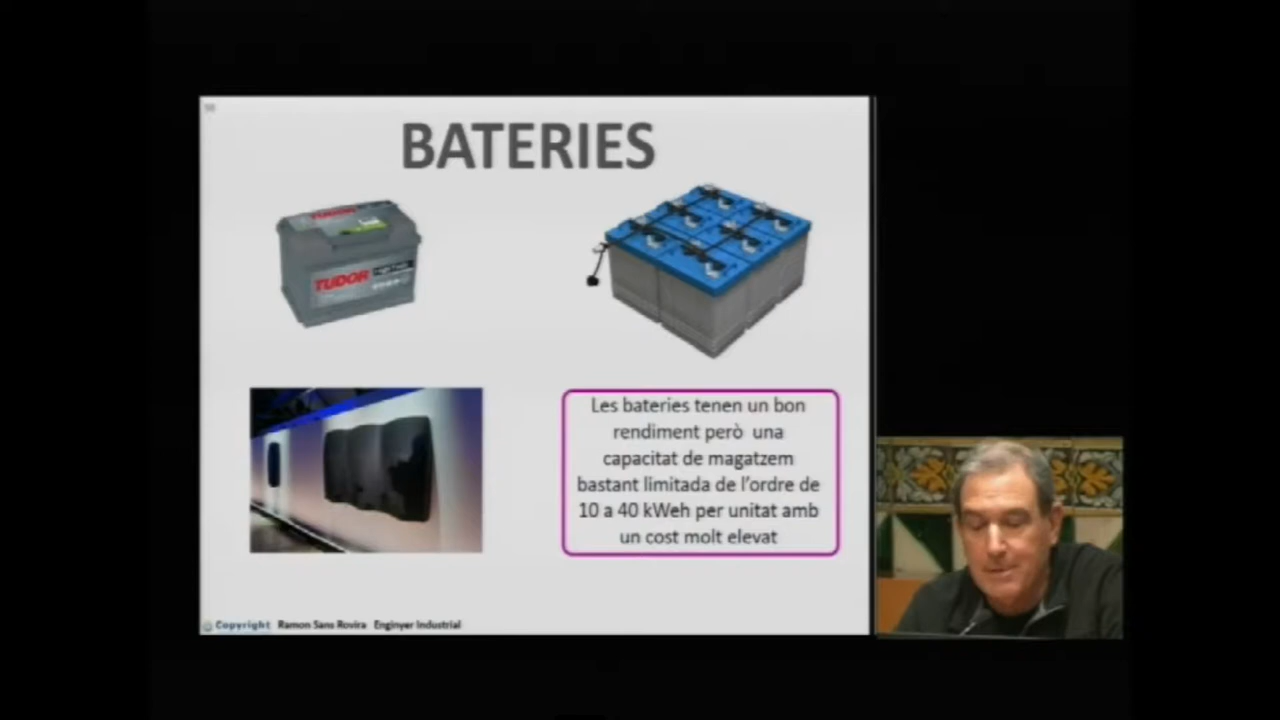 BATERIES
TUDOR
TUDOR
Les bateries tenen un bon
rendiment però una
capacitat de magatzem
bastant limitada de l'ordre de
10 a 40 kWeh per unitat amb
un cost molt elevat
© Copyright Ramon Sans Rovira Enginyer Industrial